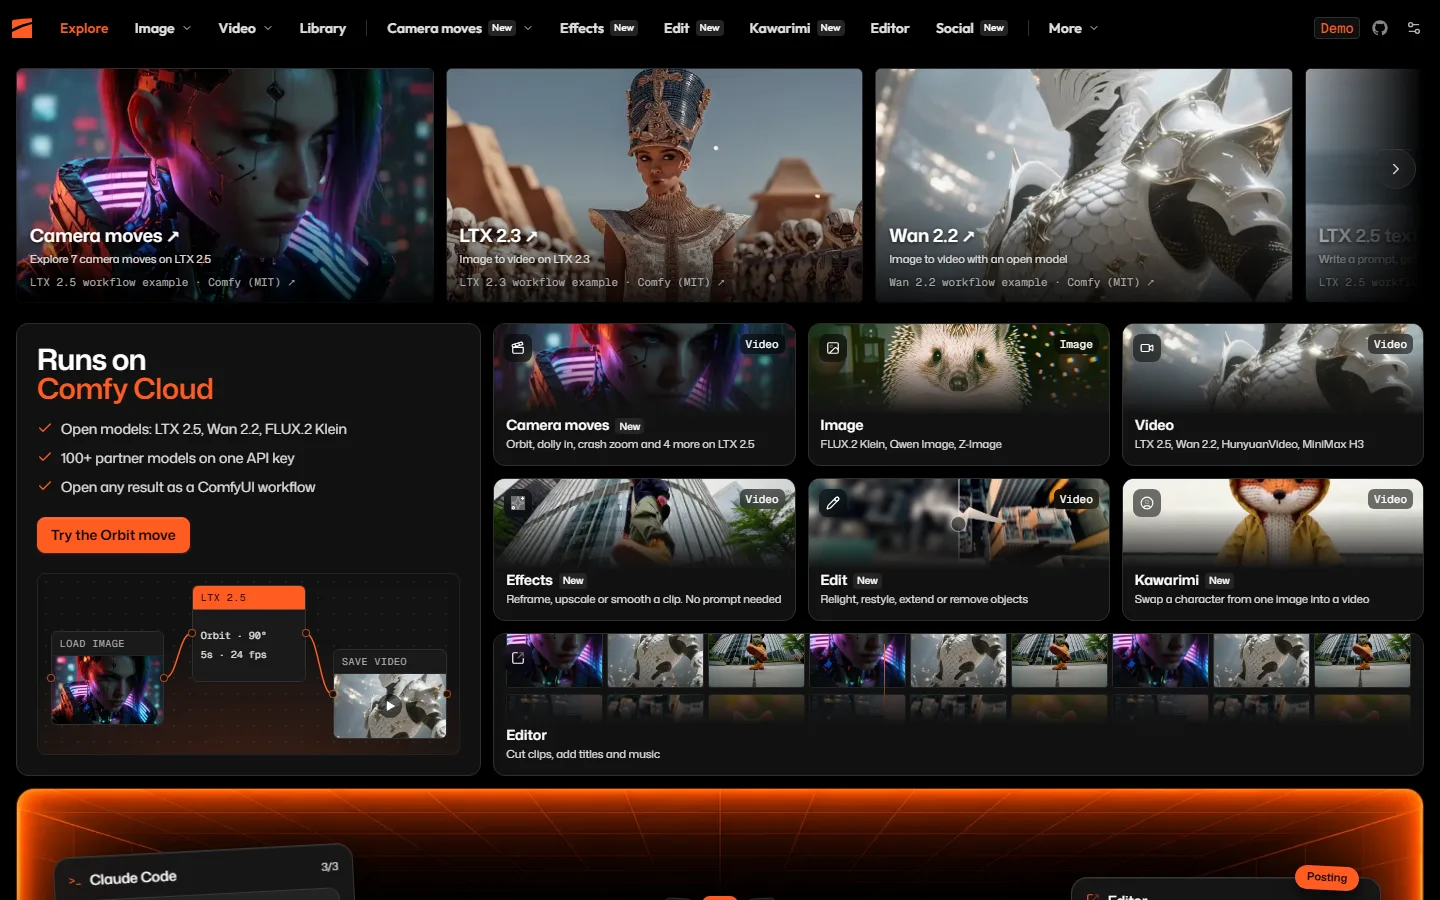 Explore
Image
Video
Library
Camera moves New
Effects New
Edit New
Kawarimi New
Editor
Social New
More
Demo
Camera moves ↗
Explore 7 camera moves on LTX 2.5
LTX 2.5 workflow example · Comfy (MIT) ↗
LTX 2.3 ↗
Image to video on LTX 2.3
LTX 2.3 workflow example · Comfy (MIT) ↗
Wan 2.2 ↗
Image to video with an open model
Wan 2.2 workflow example · Comfy (MIT) ↗
LTX 2.5 text
Write a prompt,
LTX 2.5
Runs on
Comfy Cloud
Open models: LTX 2.5, Wan 2.2, FLUX.2 Klein
100+ partner models on one API key
Open any result as a ComfyUI workflow
Try the Orbit move
LOAD IMAGE
LTX 2.5
Orbit · 90°
5s · 24 fps
SAVE VIDEO
Video
Camera moves New
Orbit, dolly in, crash zoom and 4 more on LTX 2.5
Image
Image
FLUX.2 Klein, Qwen Image, Z-Image
Video
Video
LTX 2.5, Wan 2.2, HunyuanVideo, MiniMax H3
Video
Effects New
Reframe, upscale or smooth a clip. No prompt needed
Video
Edit New
Relight, restyle, extend or remove objects
Video
Kawarimi New
Swap a character from one image into a video
Editor
Cut clips, add titles and music
>_ Claude Code
3/3
Posting
Editor